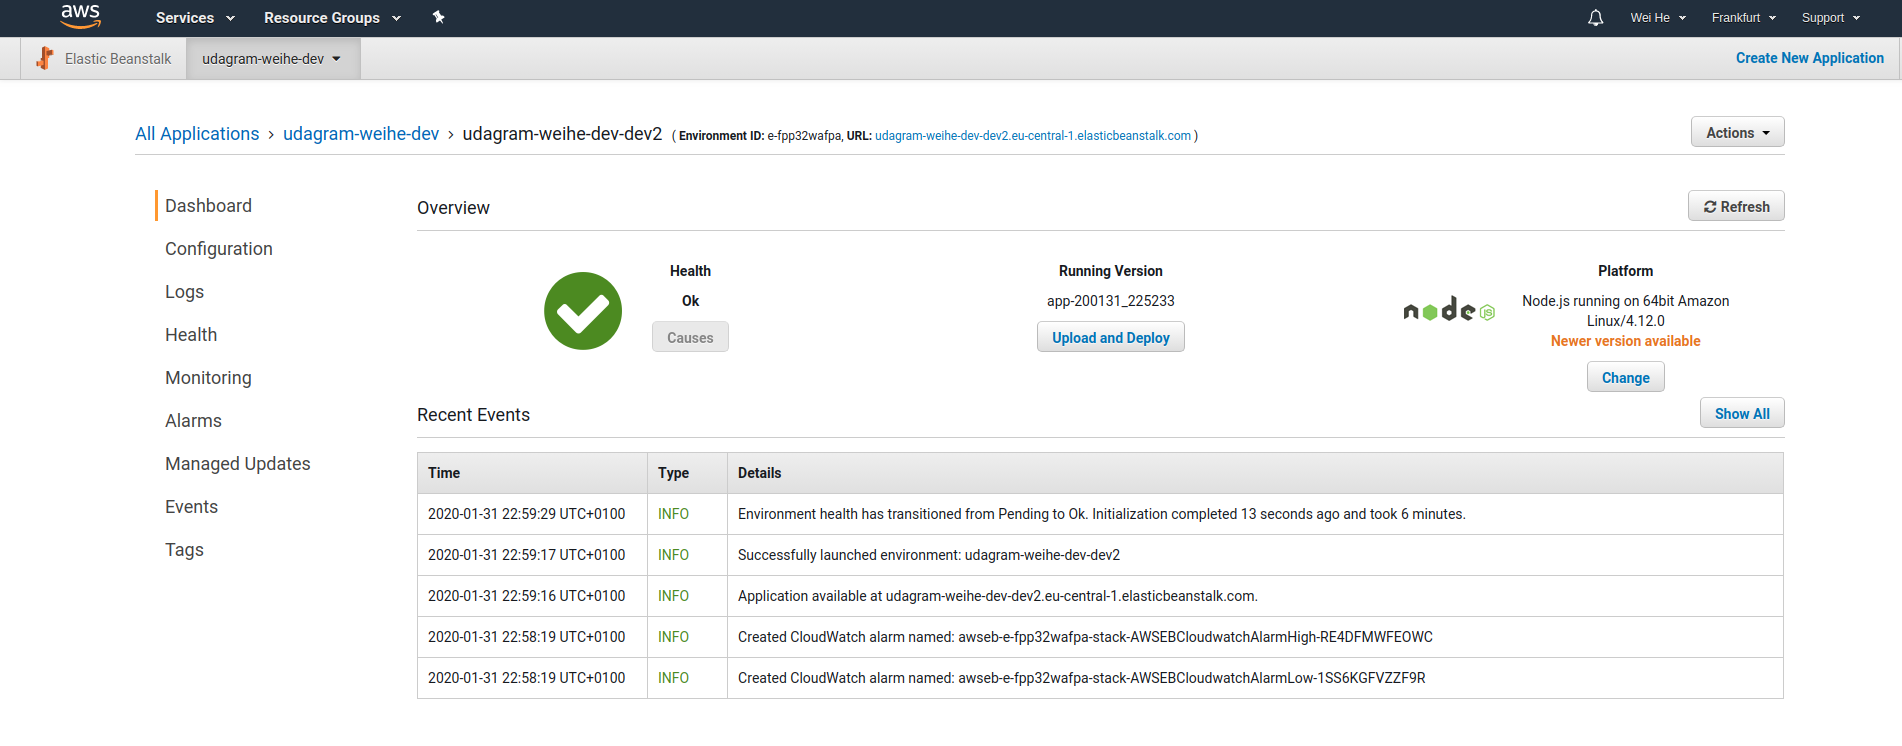 aws Services Resource Groups Wei He Frankfurt Support
Elastic Beanstalk udagram-weihe-dev Create New Application
All Applications > udagram-weihe-dev > udagram-weihe-dev-dev2 ( Environment ID: e-fpp32wafpa, URL: udagram-weihe-dev-dev2.eu-central-1.elasticbeanstalk.com ) Actions
Dashboard
Configuration
Logs
Health
Monitoring
Alarms
Managed Updates
Events
Tags
Overview Refresh
Health
Ok
Causes
Running Version
app-200131_225233
Upload and Deploy
node JS
Platform
Node.js running on 64bit Amazon
Linux/4.12.0
Newer version available
Change
Recent Events Show All
Time Type Details
2020-01-31 22:59:29 UTC+0100 INFO Environment health has transitioned from Pending to Ok. Initialization completed 13 seconds ago and took 6 minutes.
2020-01-31 22:59:17 UTC+0100 INFO Successfully launched environment: udagram-weihe-dev-dev2
2020-01-31 22:59:16 UTC+0100 INFO Application available at udagram-weihe-dev-dev2.eu-central-1.elasticbeanstalk.com.
2020-01-31 22:58:19 UTC+0100 INFO Created CloudWatch alarm named: awseb-e-fpp32wafpa-stack-AWSEBCloudwatchAlarmHigh-RE4DFMWFEOWC
2020-01-31 22:58:19 UTC+0100 INFO Created CloudWatch alarm named: awseb-e-fpp32wafpa-stack-AWSEBCloudwatchAlarmLow-1SS6KGFVZZF9R